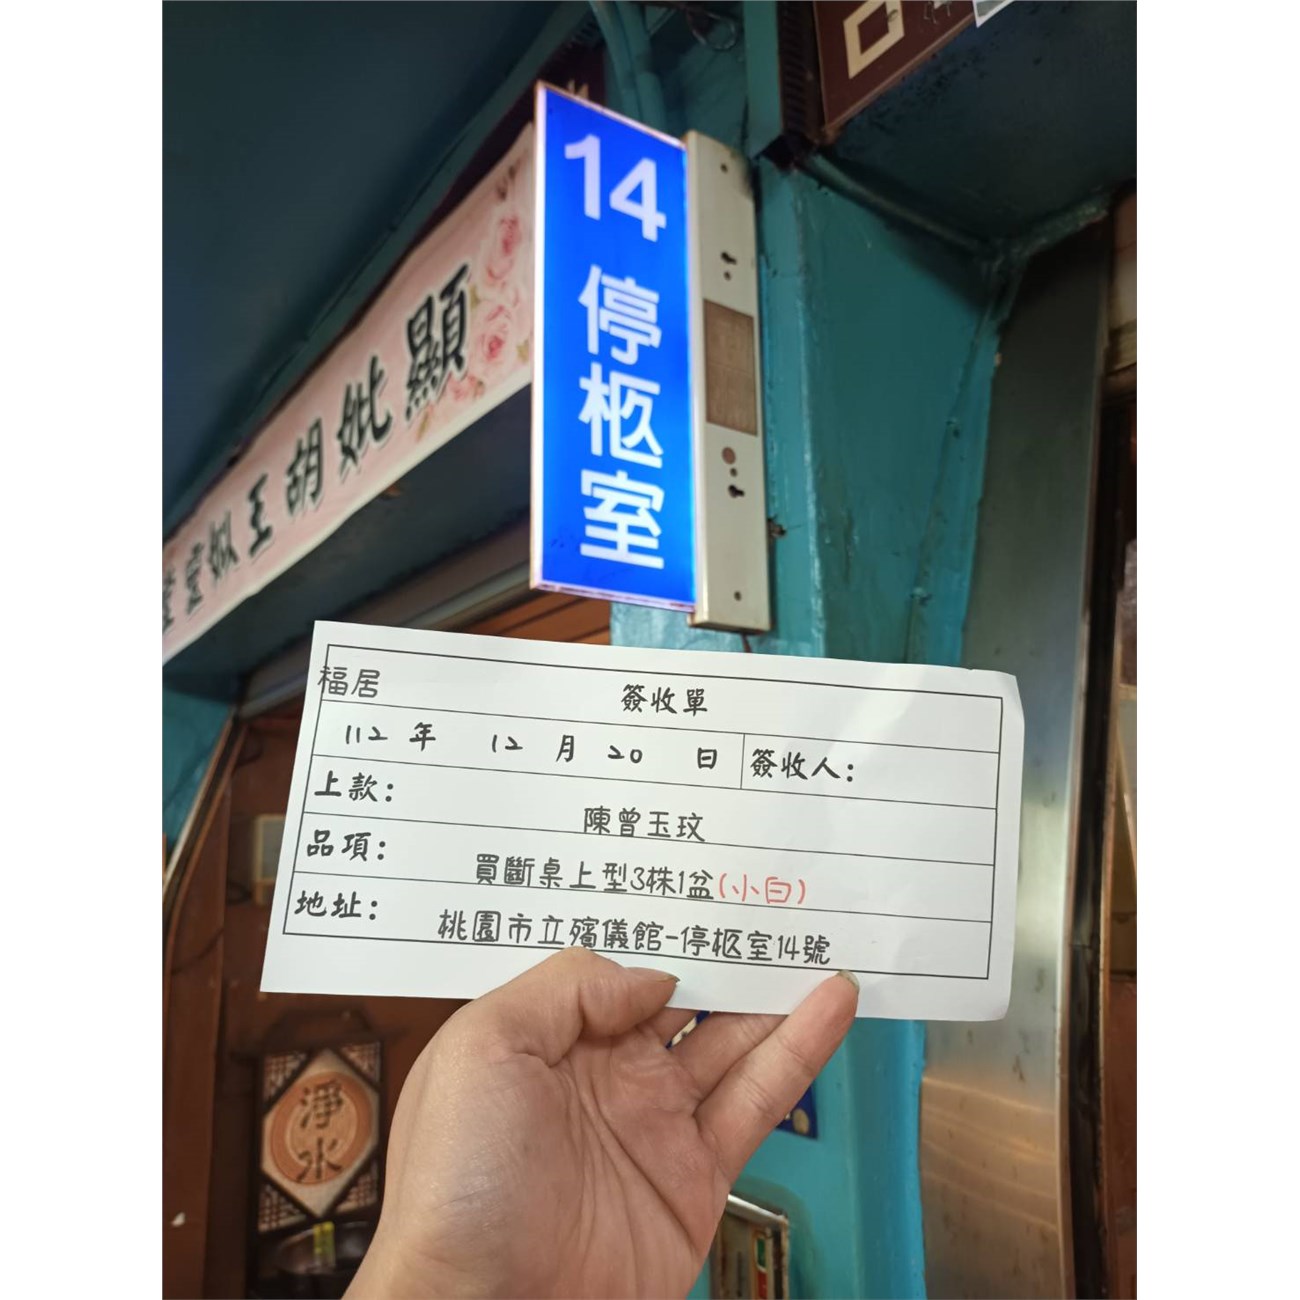 14
停柩室
顯妣胡王姒靈堂
福居
簽收單
112 年 12 月 20 日
簽收人:
上款:
陳曾玉玟
品項:
買斷桌上型3株1盆(小白)
地址:
桃園市立殯儀館-停柩室14號
淨水